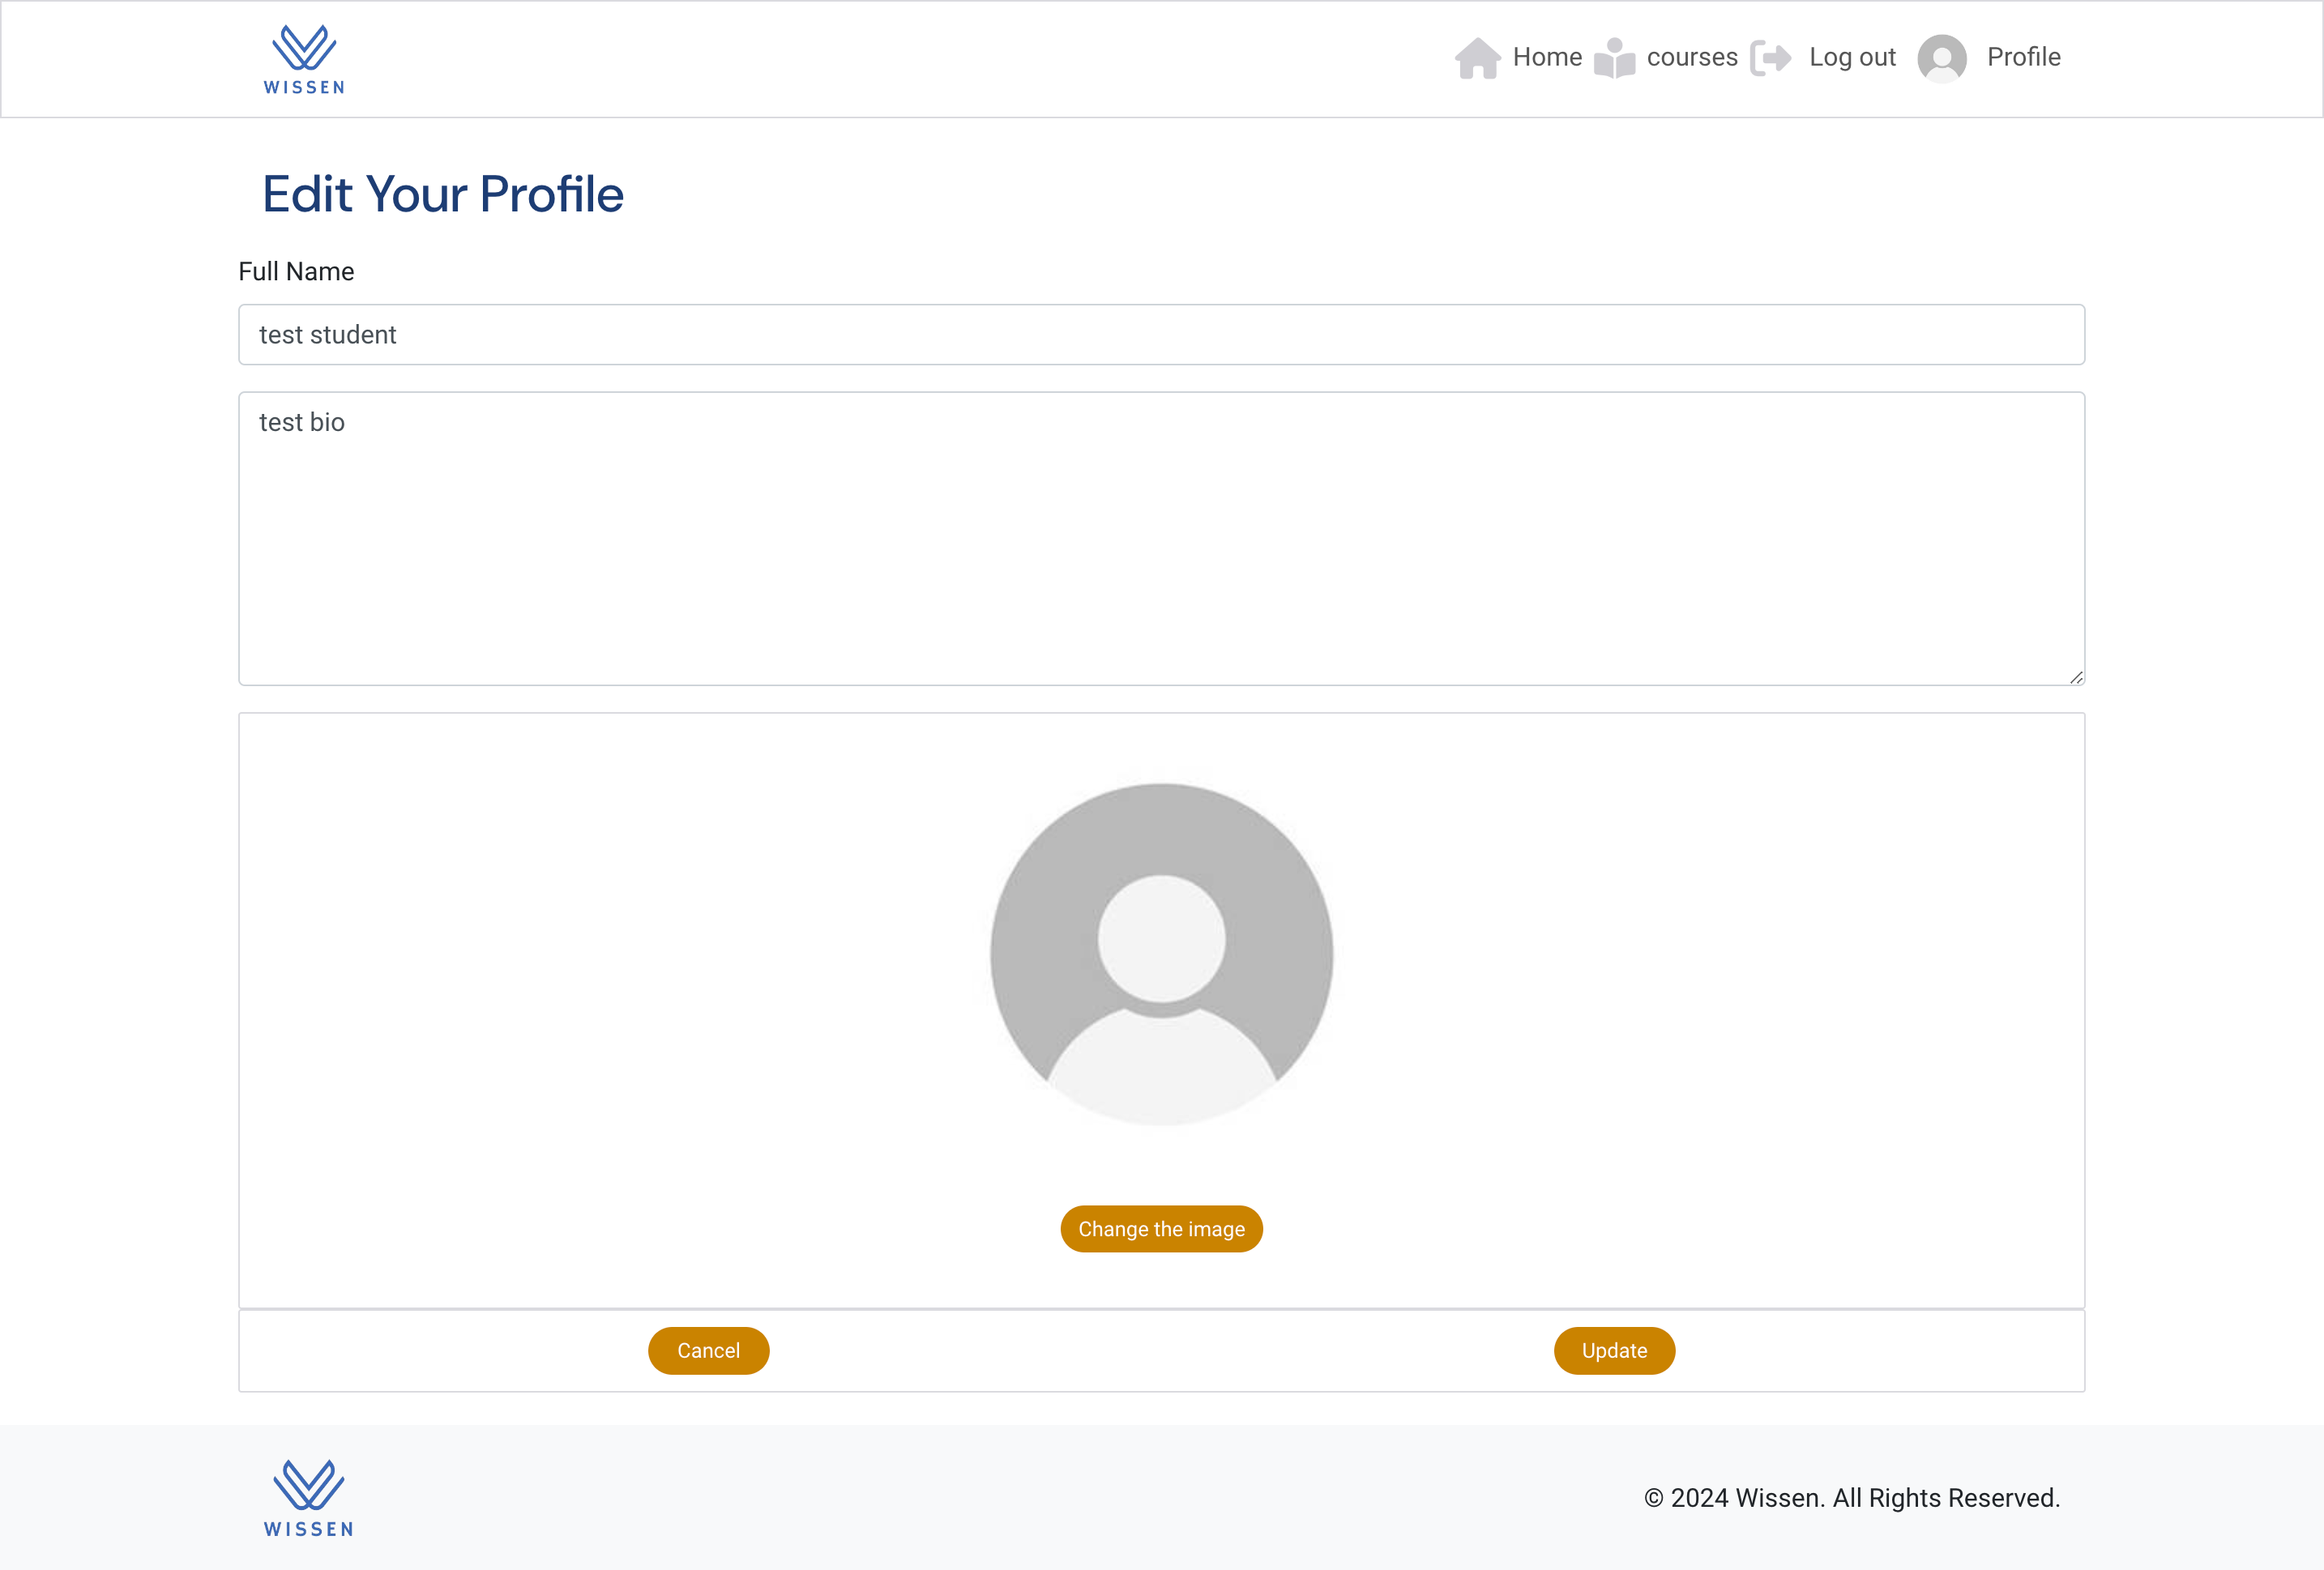 WISSEN
Home courses Log out Profile
Edit Your Profile
Full Name
test student
test bio
Change the image
Cancel Update
WISSEN
© 2024 Wissen. All Rights Reserved.